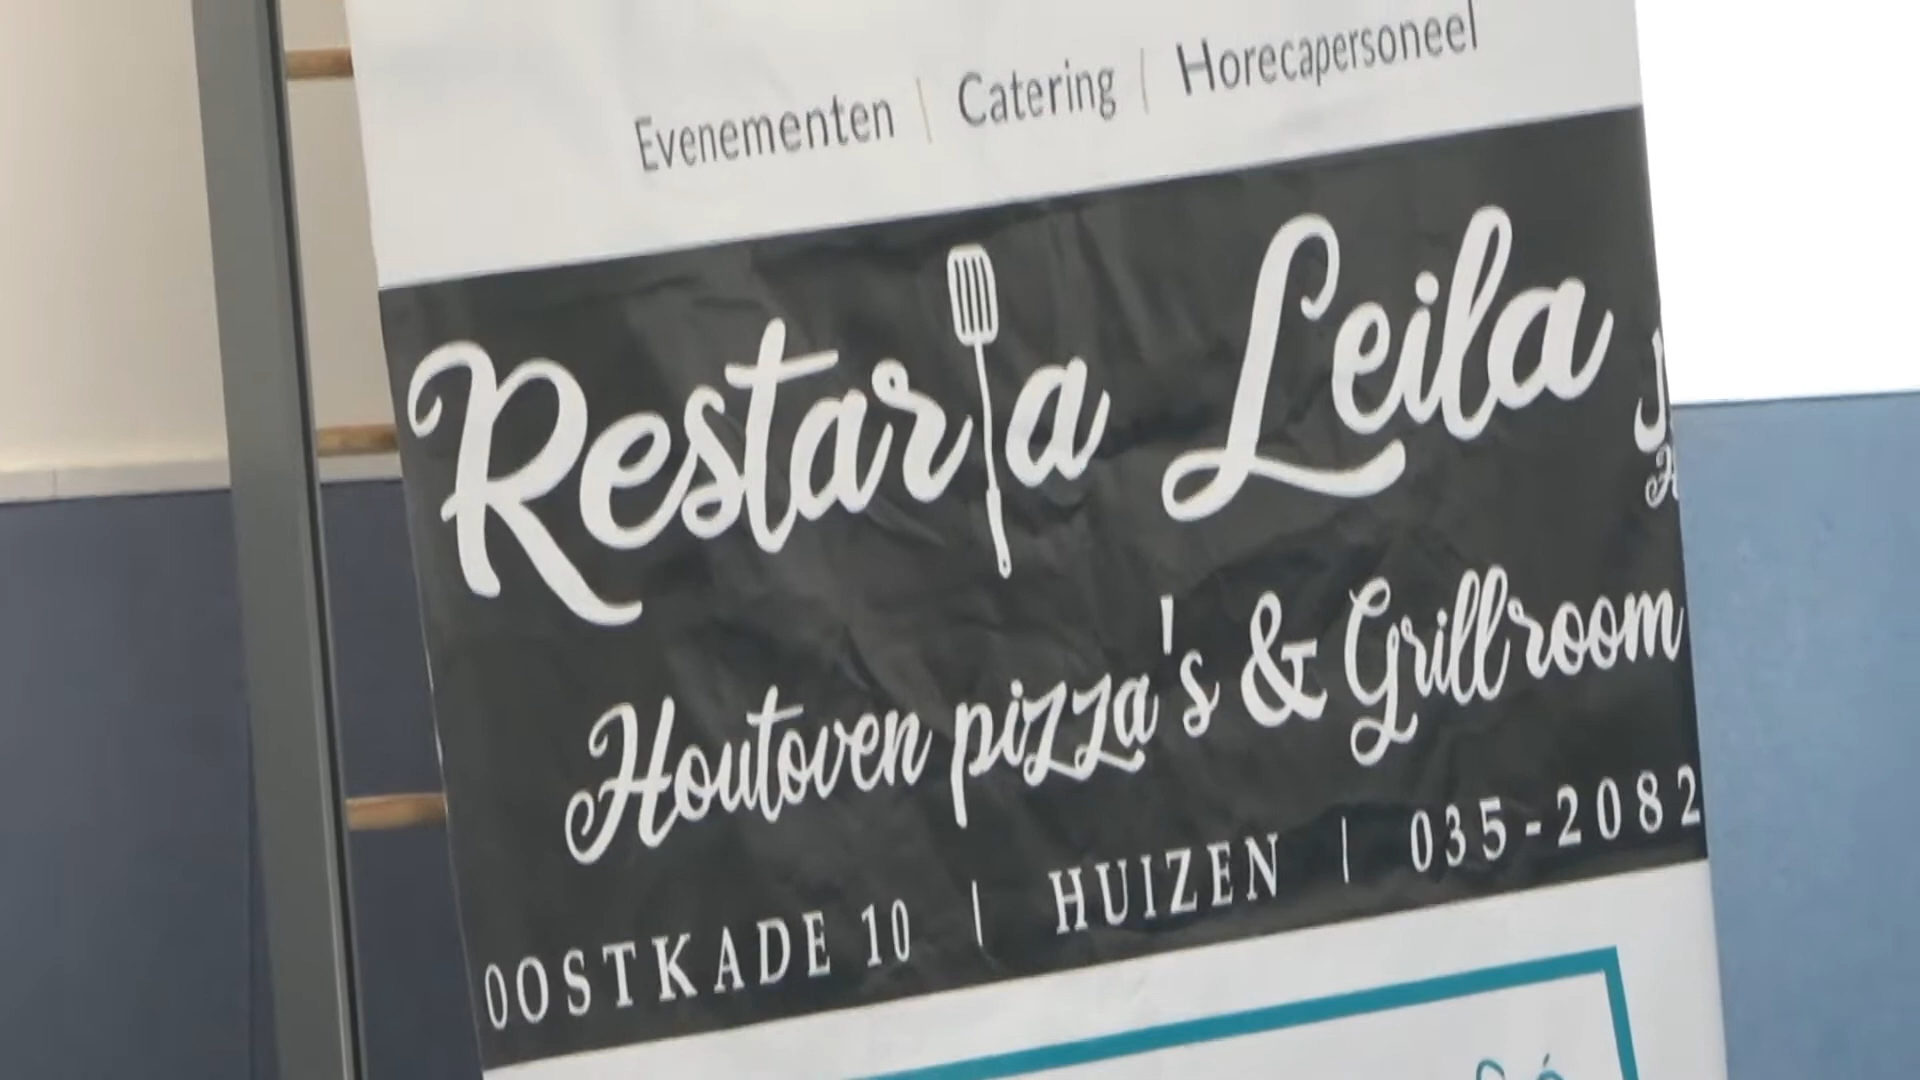 Evenementen | Catering | Horecapersoneel
Restaria Leila
Houtoven pizza's & Grillroom
OOSTKADE 10 | HUIZEN | 035-2082